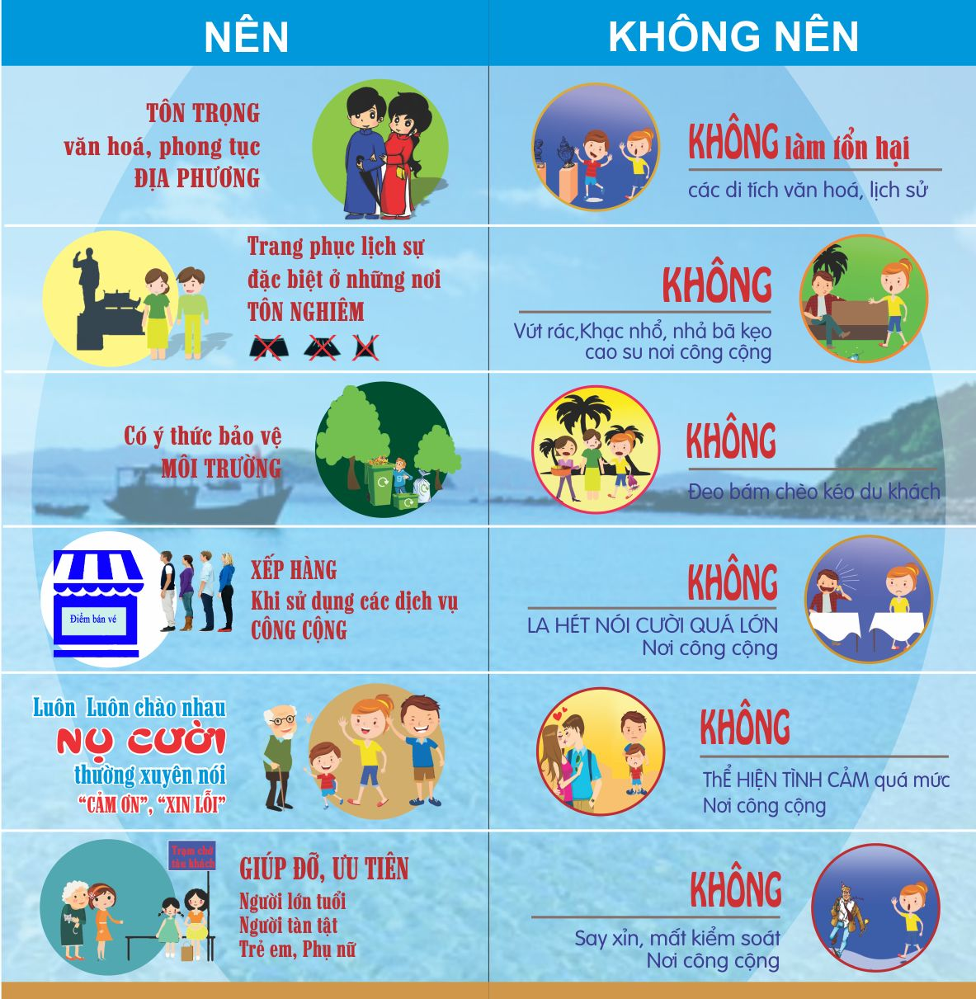 NÊN
KHÔNG NÊN
TÔN TRỌNG
văn hoá, phong tục
ĐỊA PHƯƠNG
KHÔNG làm tổn hại
các di tích văn hoá, lịch sử
Trang phục lịch sự
đặc biệt ở những nơi
TÔN NGHIÊM
KHÔNG
Vứt rác,Khạc nhổ, nhả bã kẹo
cao su nơi công cộng
Có ý thức bảo vệ
MÔI TRƯỜNG
KHÔNG
Đeo bám chèo kéo du khách
Điểm bán vé
XẾP HÀNG
Khi sử dụng các dịch vụ
CÔNG CỘNG
KHÔNG
LA HÉT NÓI CƯỜI QUÁ LỚN
Nơi công cộng
Luôn Luôn chào nhau
NỤ CƯỜI
thường xuyên nói
“CẢM ƠN”, “XIN LỖI”
KHÔNG
ThỂ HIỆN TÌNH CẢM quá mức
Nơi công cộng
Trạm chờ
tàu khách
GIÚP ĐỠ, ƯU TIÊN
Người lớn tuổi
Người tàn tật
Trẻ em, Phụ nữ
KHÔNG
Say xỉn, mất kiểm soát
Nơi công cộng